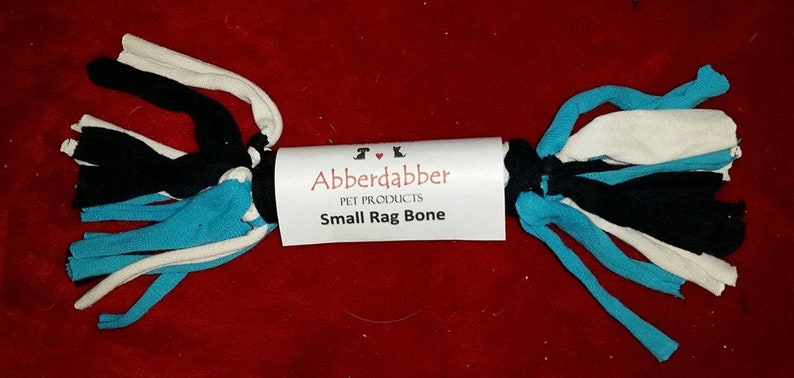 Abberdabber
PET PRODUCTS
Small Rag Bone